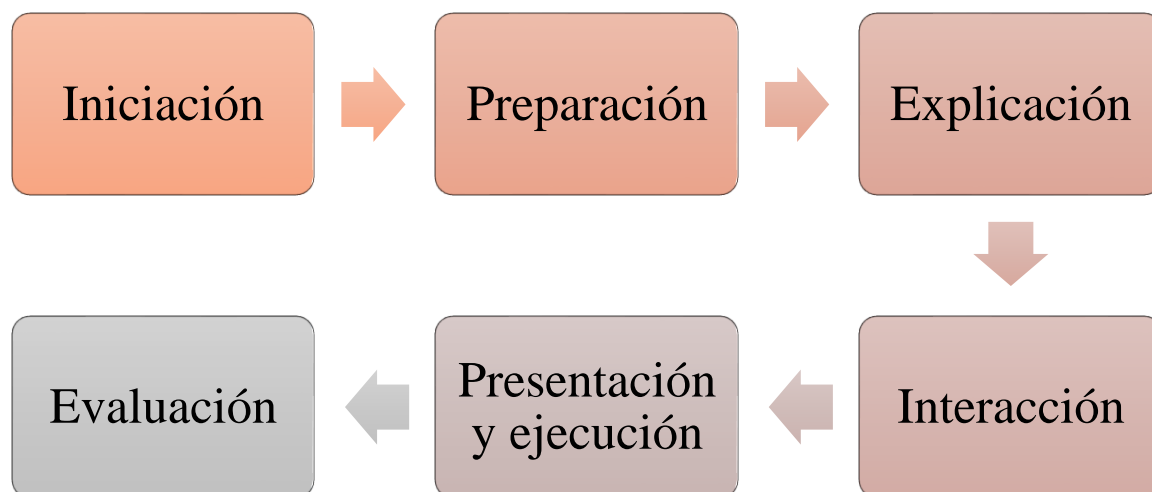 Iniciación
Preparación
Explicación
Interacción
Presentación
y ejecución
Evaluación